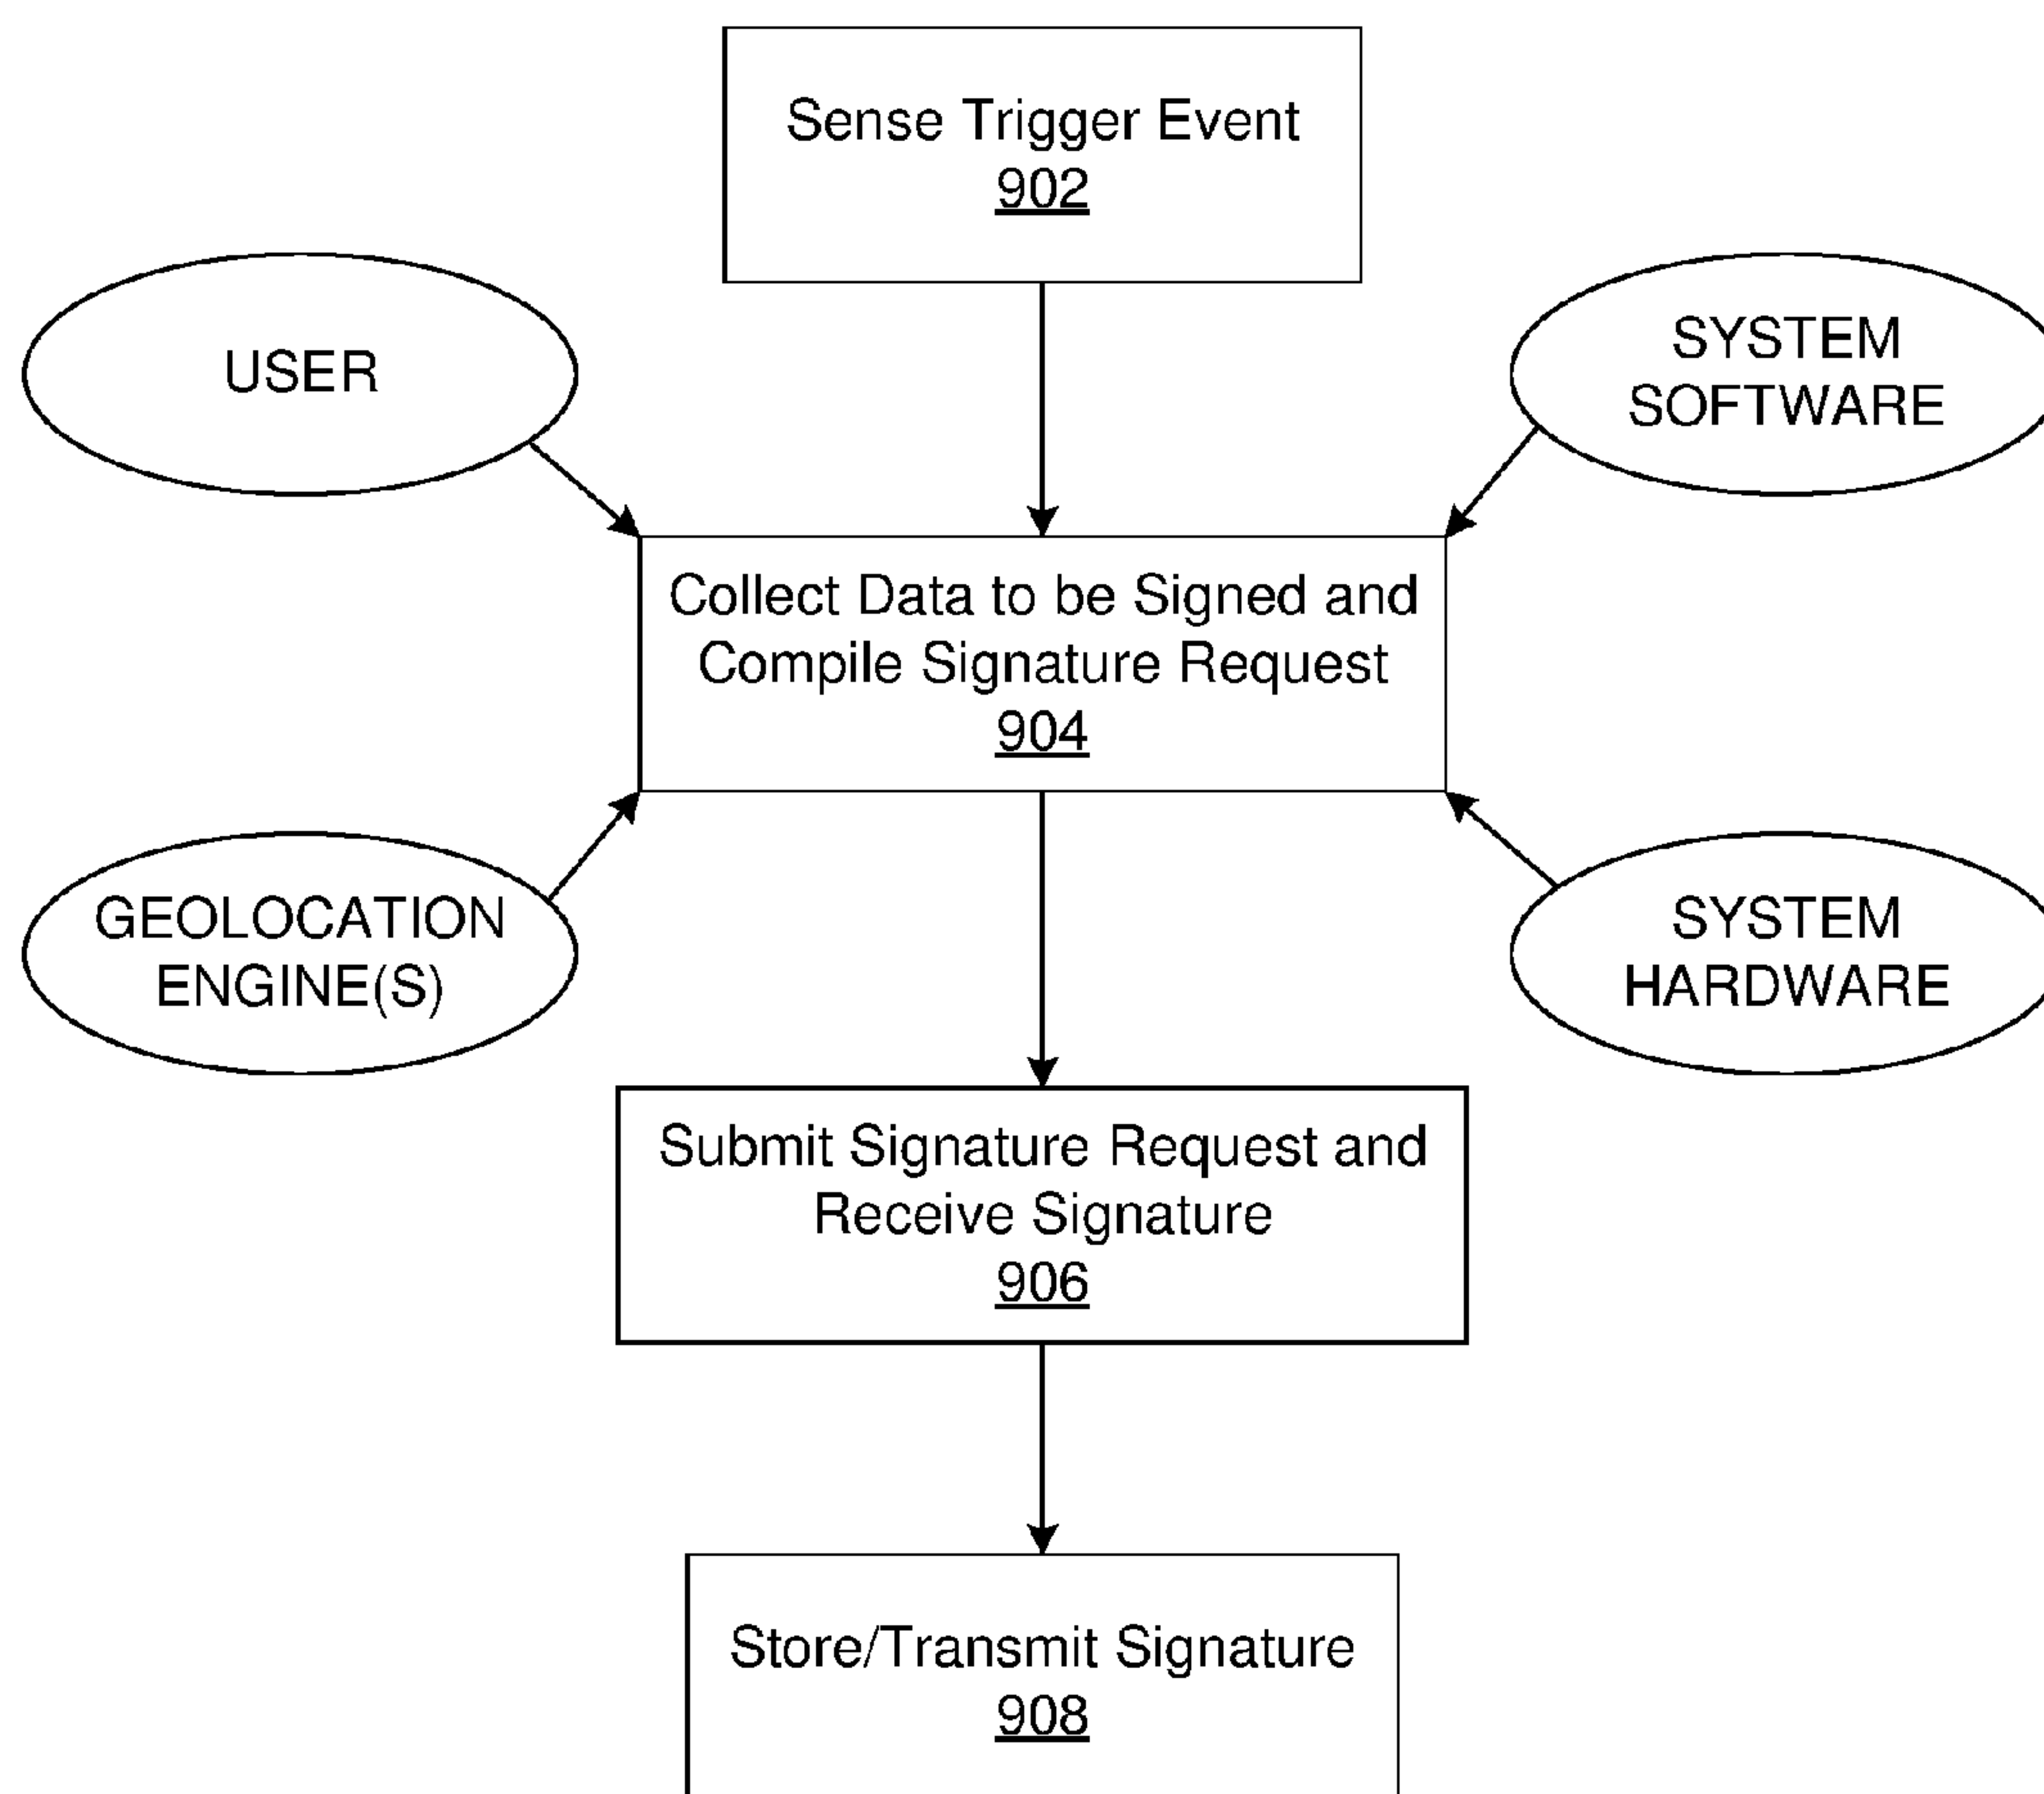 Sense Trigger Event
902
USER
SYSTEM
SOFTWARE
Collect Data to be Signed and
Compile Signature Request
904
GEOLOCATION
ENGINE(S)
SYSTEM
HARDWARE
Submit Signature Request and
Receive Signature
906
Store/Transmit Signature
908